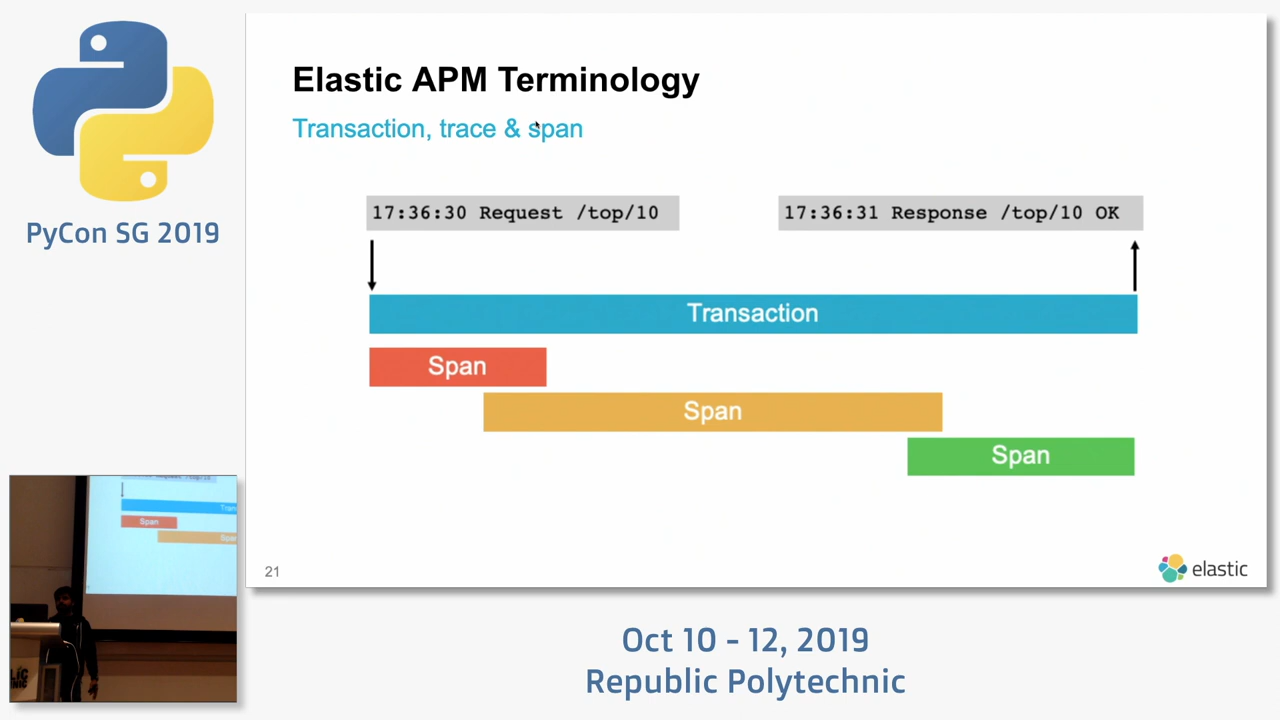 PyCon SG 2019
Elastic APM Terminology
Transaction, trace & span
17:36:30 Request /top/10
17:36:31 Response /top/10 OK
Transaction
Span
Span
Span
21
elastic
Span
Oct 10 - 12, 2019
Republic Polytechnic